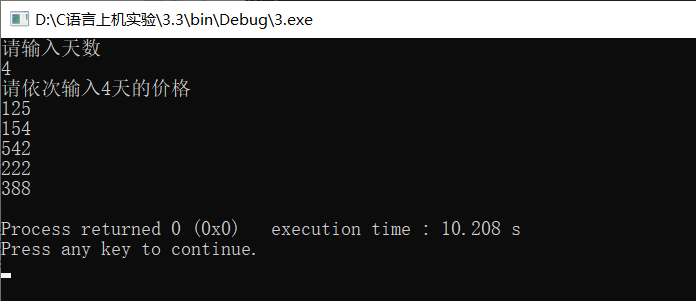 D:\C语言上机实验\3.3\bin\Debug\3.exe
请输入天数
4
请依次输入4天的价格
125
154
542
222
388
Process returned 0 (0x0)   execution time : 10.208 s
Press any key to continue.